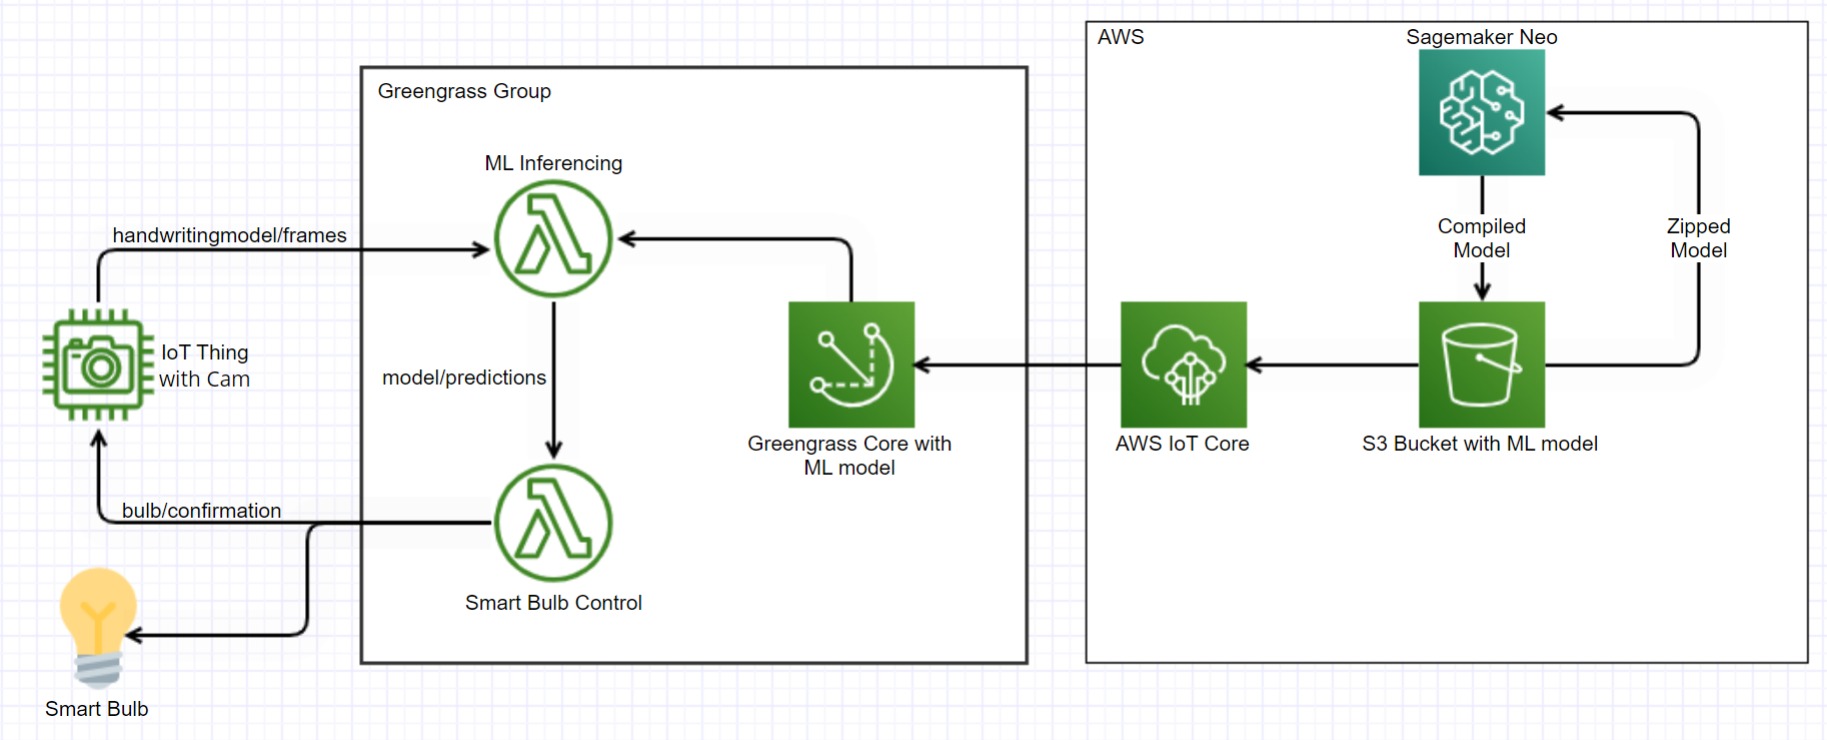 AWS
Sagemaker Neo
Greengrass Group
ML Inferencing
handwritingmodel/frames
Compiled
Model
Zipped
Model
IoT Thing
with Cam
model/predictions
Greengrass Core with
ML model
AWS IoT Core
S3 Bucket with ML model
bulb/confirmation
Smart Bulb Control
Smart Bulb